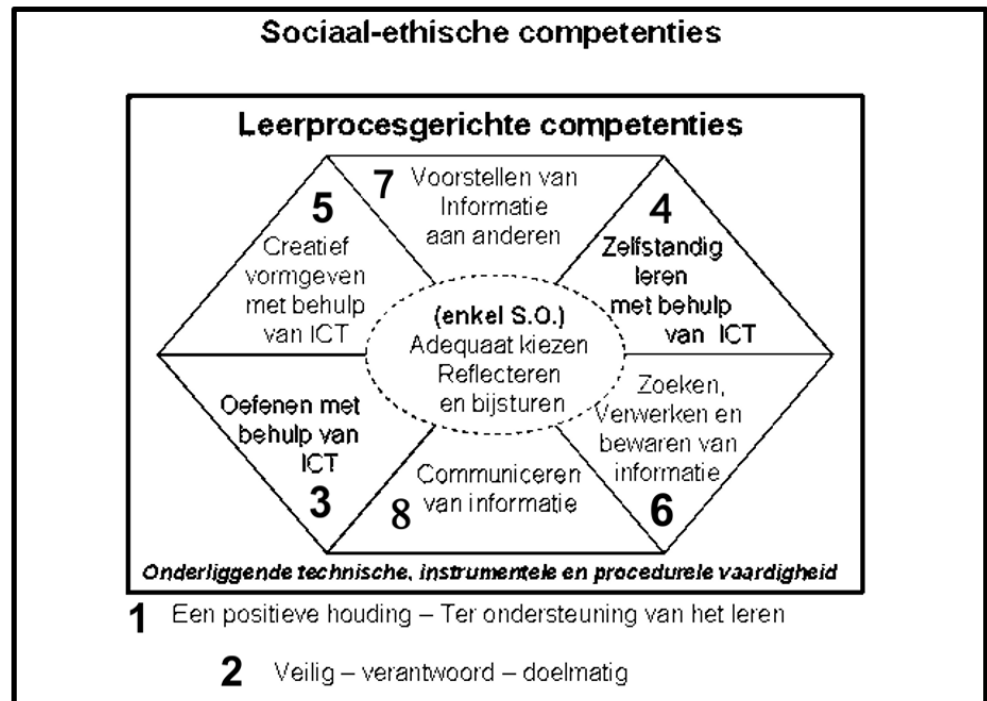 Sociaal-ethische competenties
Leerprocesgerichte competenties
7 Voorstellen van
Informatie
aan anderen
5
Creatief
vormgeven
met behulp
van ICT
4
Zelfstandig
leren
met behulp
van ICT
(enkel S.O.)
Adequaat kiezen
Reflecteren
en bijsturen
Oefenen met
behulp van
ICT
3
Communiceren
8 van informatie
Zoeken,
Verwerken en
bewaren van
informatie
6
Onderliggende technische, instrumentele en procedurele vaardigheid
1 Een positieve houding – Ter ondersteuning van het leren
2 Veilig – verantwoord – doelmatig